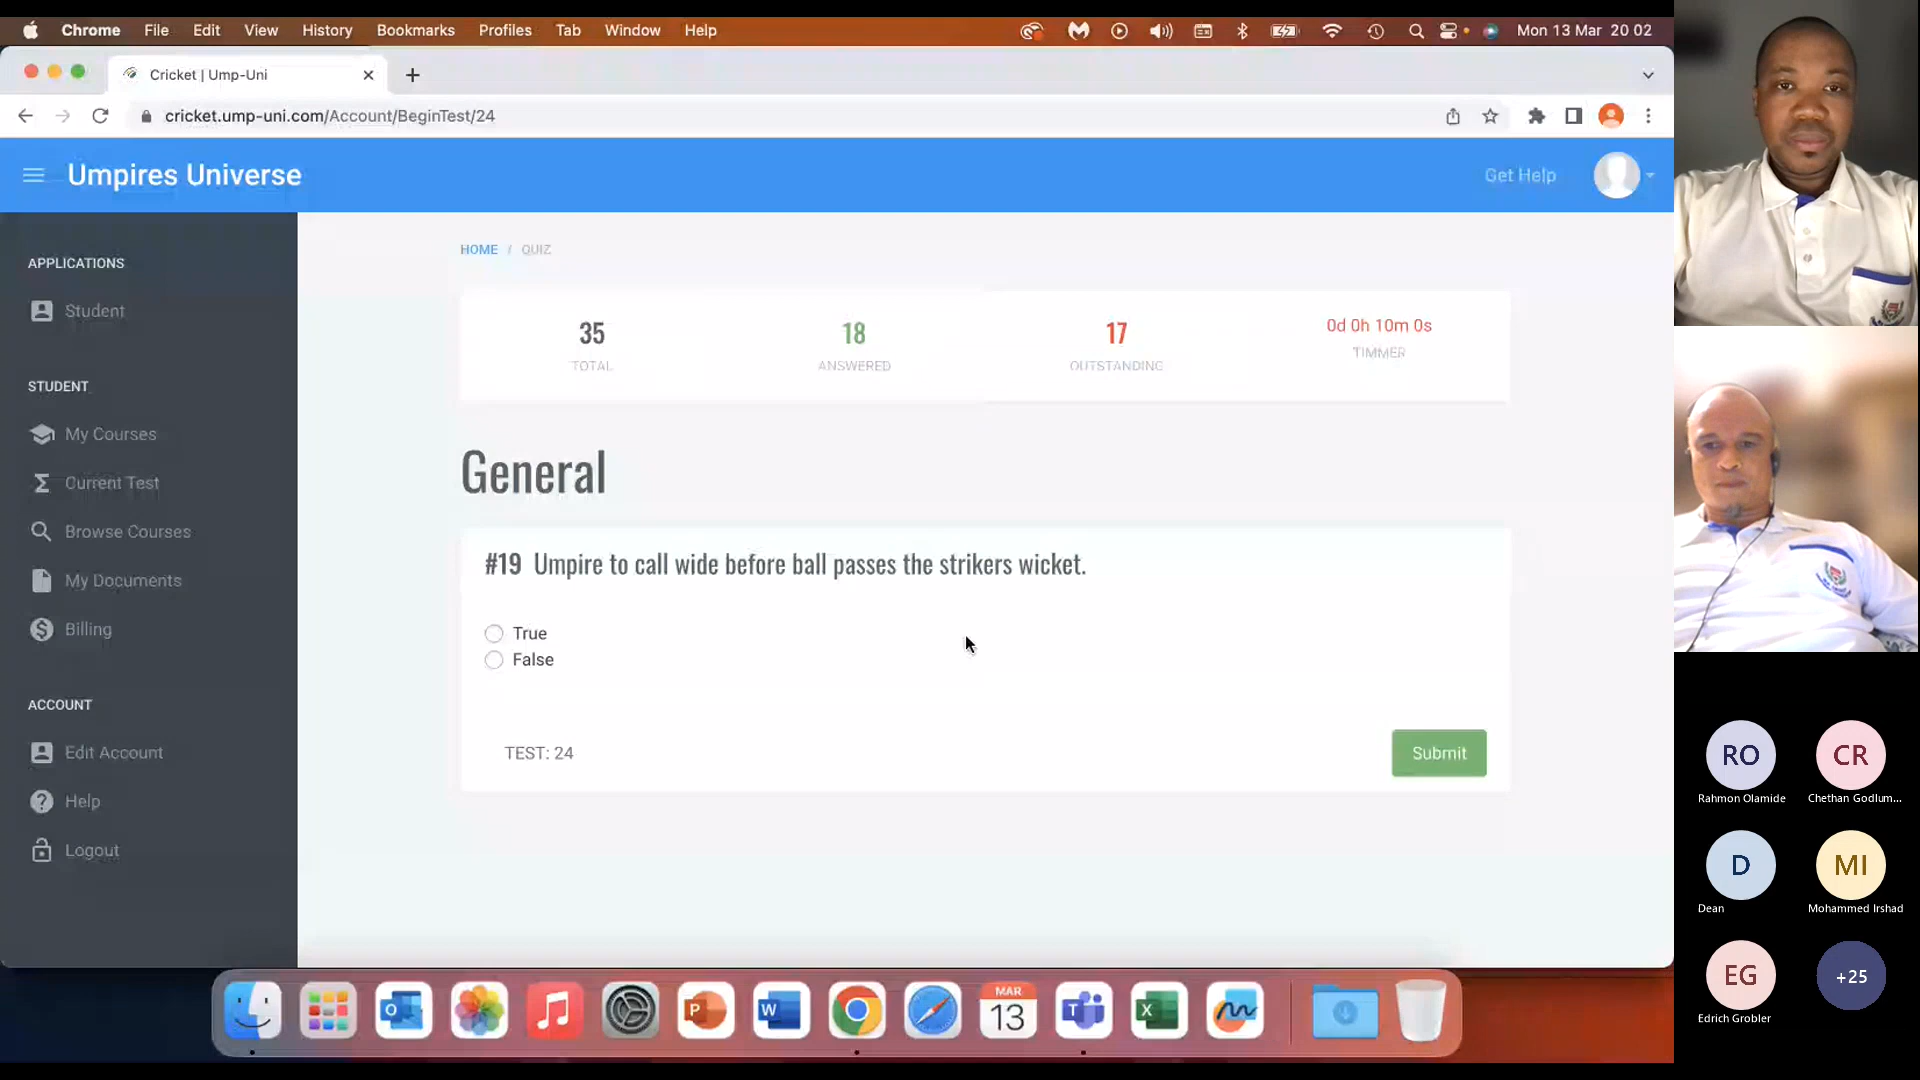 Chrome File Edit View History Bookmarks Profiles Tab Window Help Mon 13 Mar 20 02
Cricket | Ump-Uni
cricket.ump-uni.com/Account/BeginTest/24
Umpires Universe
Get Help
APPLICATIONS
Student
STUDENT
My Courses
Current Test
Browse Courses
My Documents
Billing
ACCOUNT
Edit Account
Help
Logout
HOME / QUIZ
35 18 17 0d 0h 10m 0s
TOTAL ANSWERED OUTSTANDING TIMMER
General
#19 Umpire to call wide before ball passes the strikers wicket.
True
False
TEST: 24
Submit
MAR
13
RO CR
Rahmon Olamide Chethan Godlum...
D MI
Dean Mohammed Irshad
EG +25
Edrich Grobler